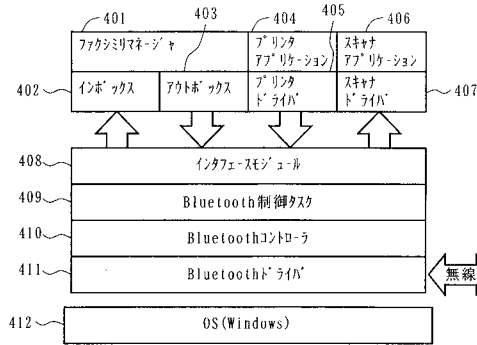 401
403
404
405
406
ファクシミリマネージャ
プリンタ
アプリケーション
スキャナ
アプリケーション
402
インボックス
アウトボックス
プリンタ
ドライバ
スキャナ
ドライバ
407
408
インタフェースモジュール
409
Bluetooth制御タスク
410
Bluetoothコントローラ
411
Bluetoothドライバ
無線
412
OS(Windows)